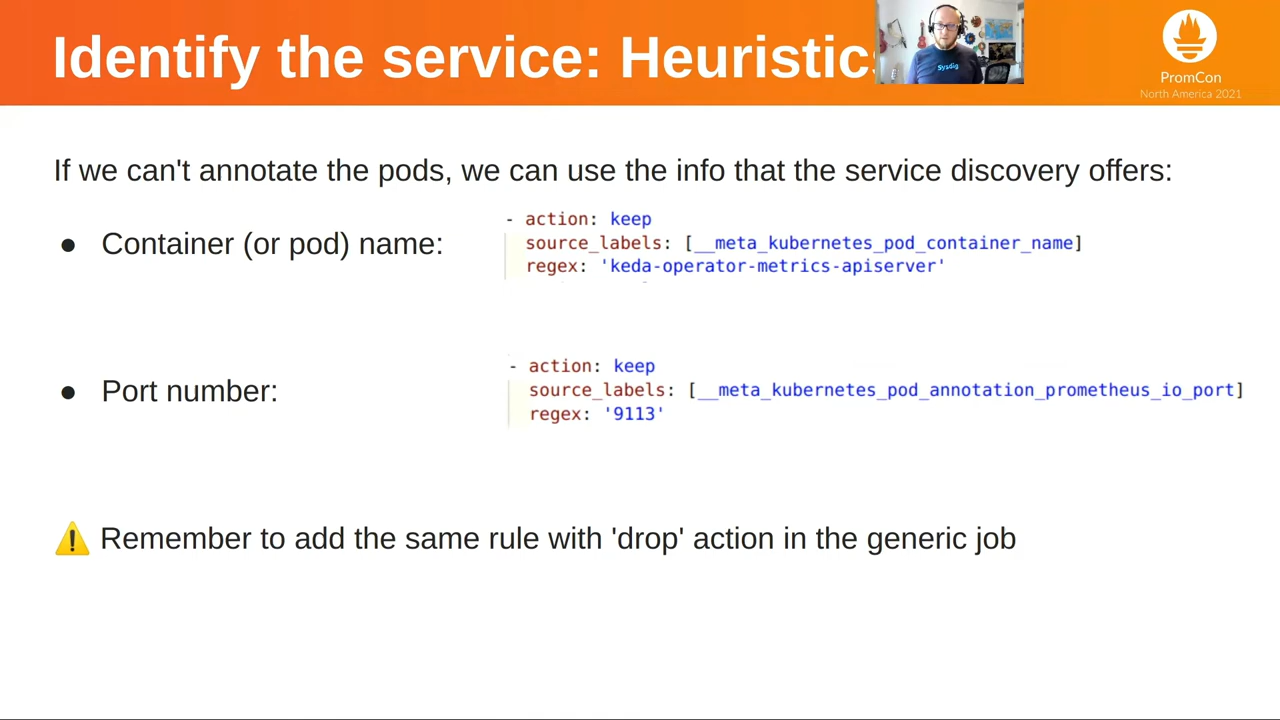 Identify the service: Heuristics
Sysdig
PromCon
North America 2021
If we can't annotate the pods, we can use the info that the service discovery offers:
● Container (or pod) name:
- action: keep
source_labels: [__meta_kubernetes_pod_container_name]
regex: 'keda-operator-metrics-apiserver'
● Port number:
- action: keep
source_labels: [__meta_kubernetes_pod_annotation_prometheus_io_port]
regex: '9113'
⚠️ Remember to add the same rule with 'drop' action in the generic job